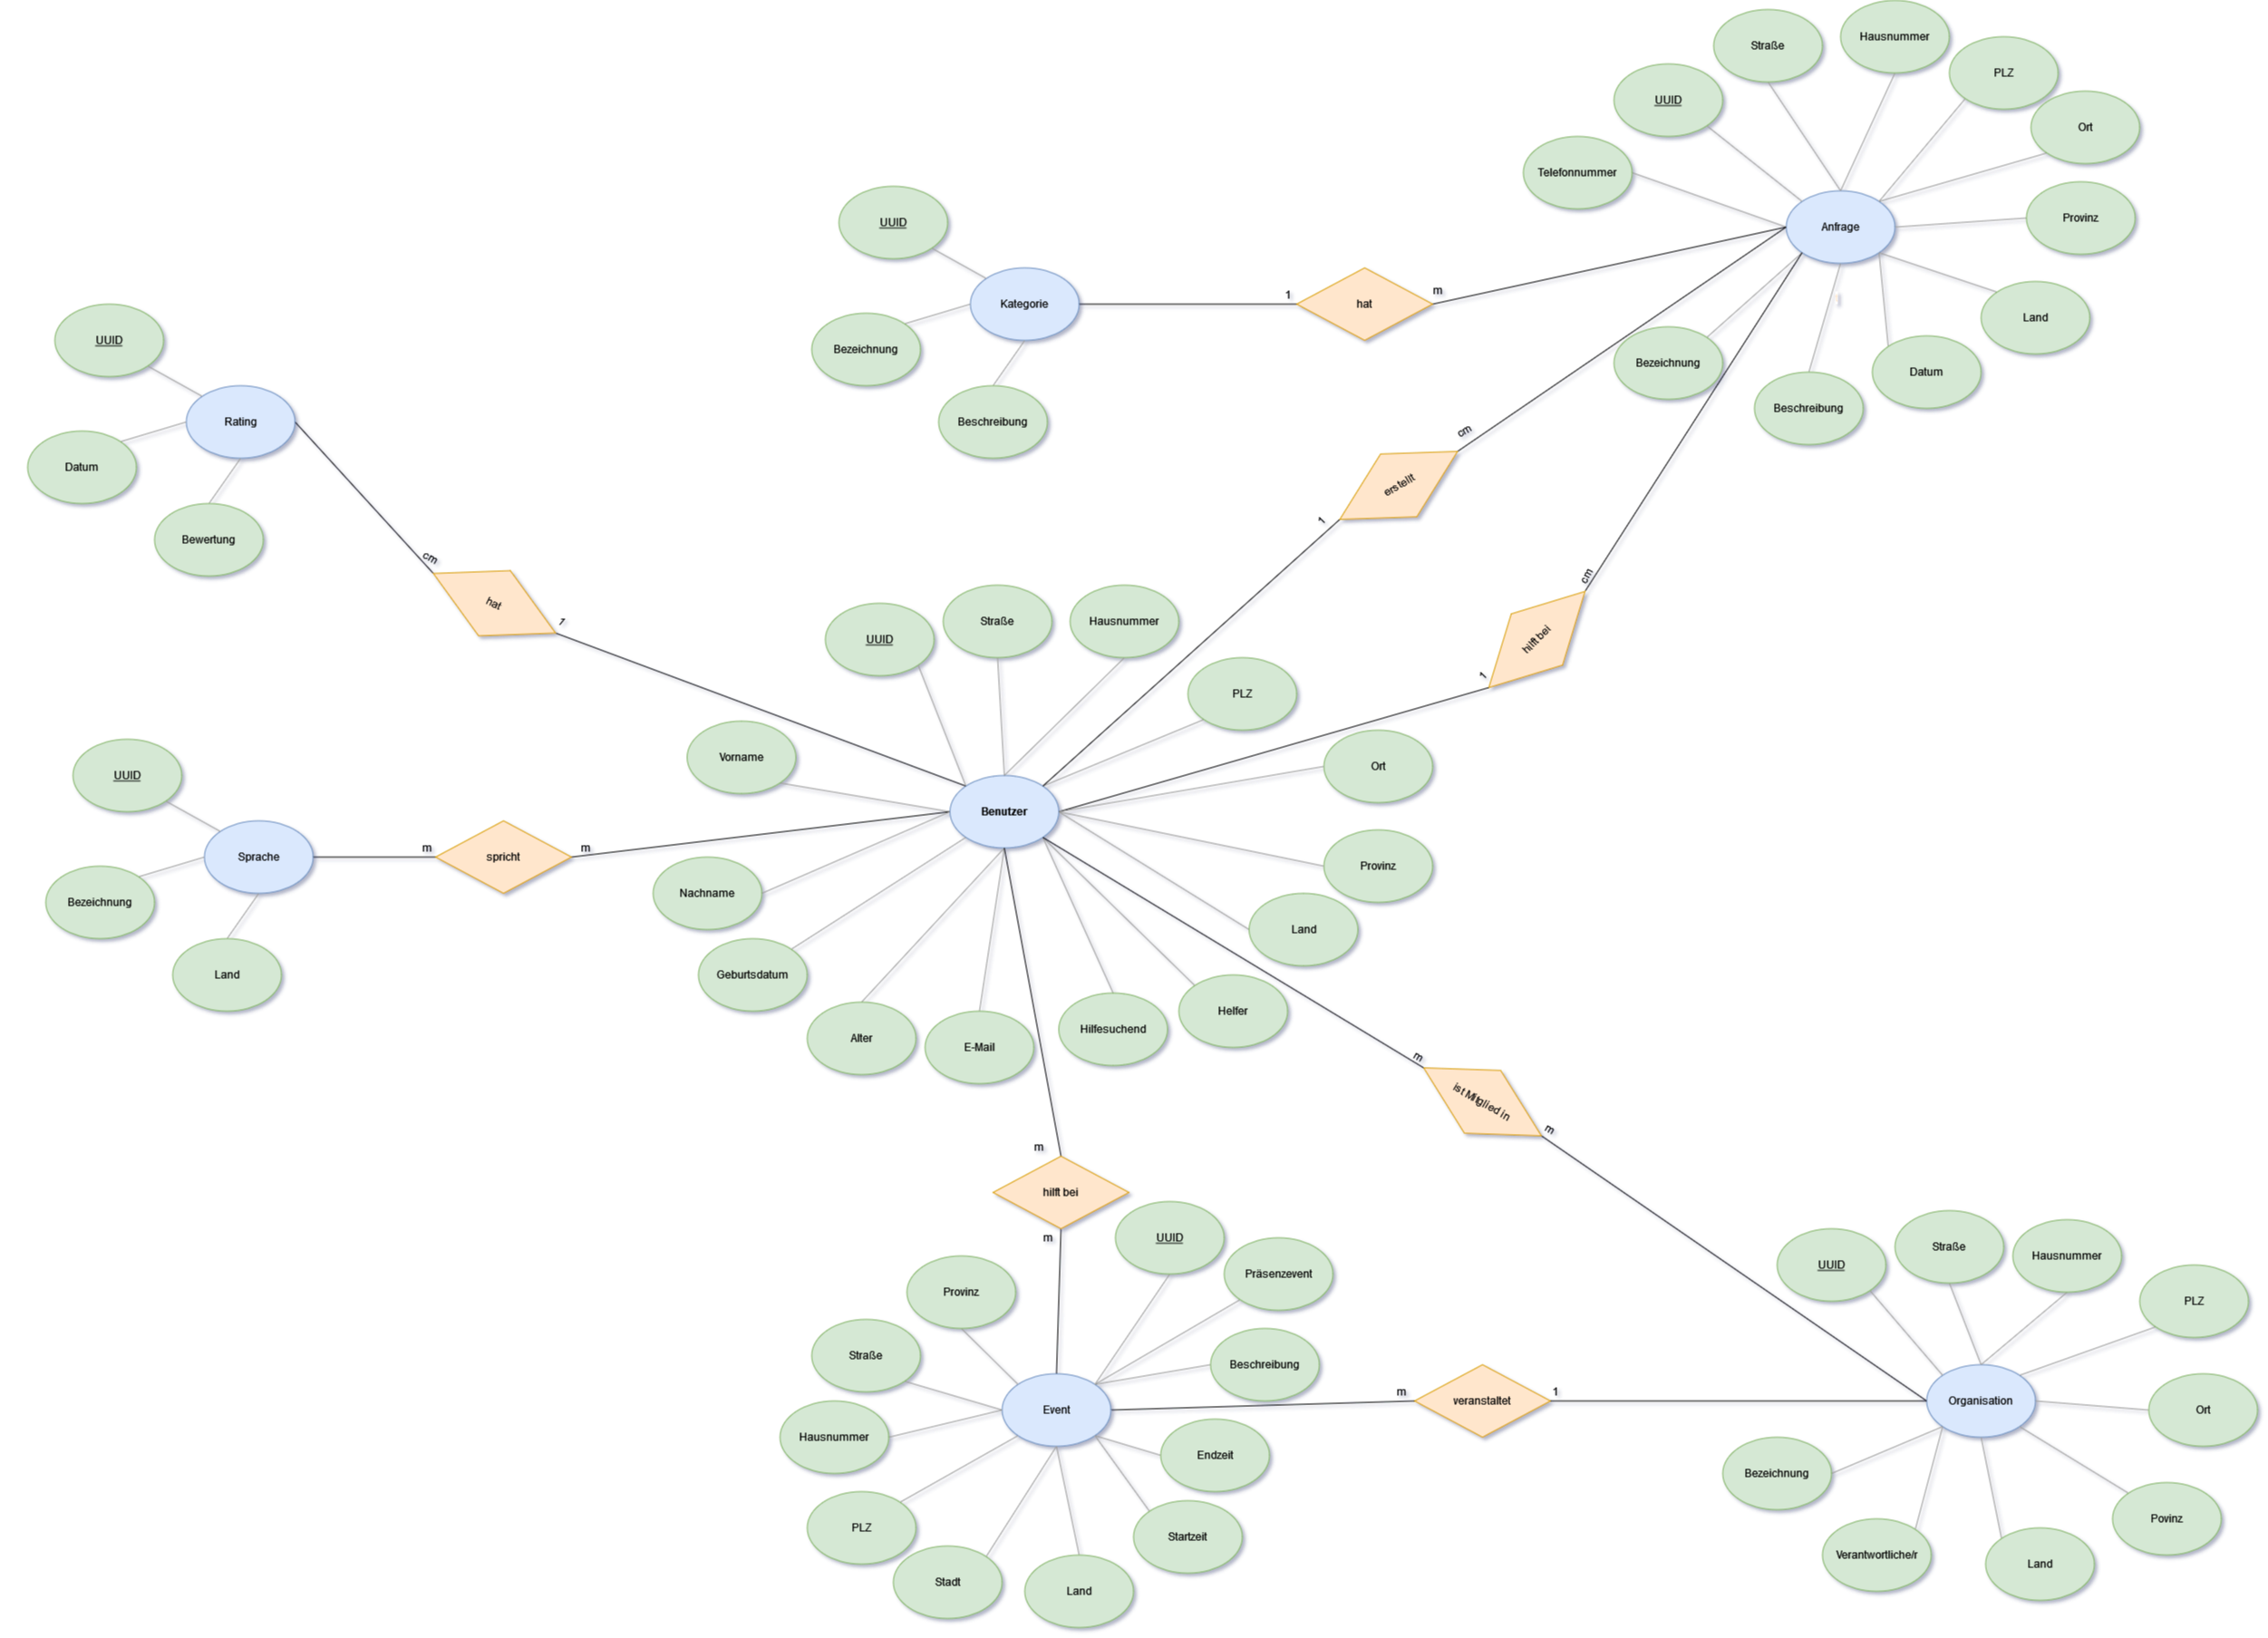 Hausnummer
Straße
PLZ
UUID
Ort
Telefonnummer
Provinz
Anfrage
Land
Bezeichnung
Datum
Beschreibung
UUID
Kategorie
1
hat
m
Bezeichnung
Beschreibung
UUID
Rating
Datum
Bewertung
cm
hat
1
cm
erstellt
1
cm
hilft bei
1
UUID
Straße
Hausnummer
PLZ
Vorname
Ort
Benutzer
Provinz
Nachname
Land
Geburtsdatum
Helfer
Hilfesuchend
Alter
E-Mail
UUID
Sprache
m
spricht
m
Bezeichnung
Land
m
ist Mitglied in
m
m
hilft bei
m
UUID
Präsenzevent
Provinz
Straße
Beschreibung
Event
m
veranstaltet
1
Hausnummer
Endzeit
PLZ
Startzeit
Stadt
Land
UUID
Straße
Hausnummer
PLZ
Organisation
Ort
Bezeichnung
Povinz
Verantwortliche/r
Land